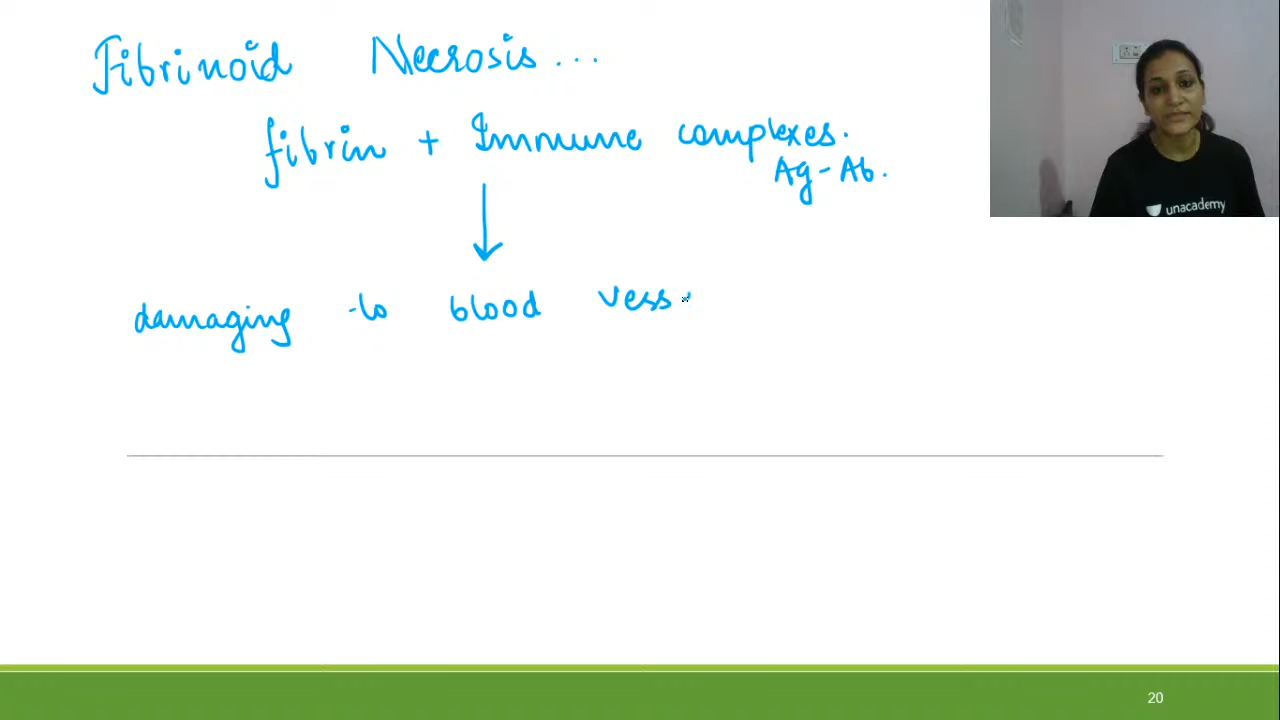 Fibrinoid Necrosis...
fibrin + Immune complexes.
Ag-Ab.
damaging to blood vess
unacademy
20